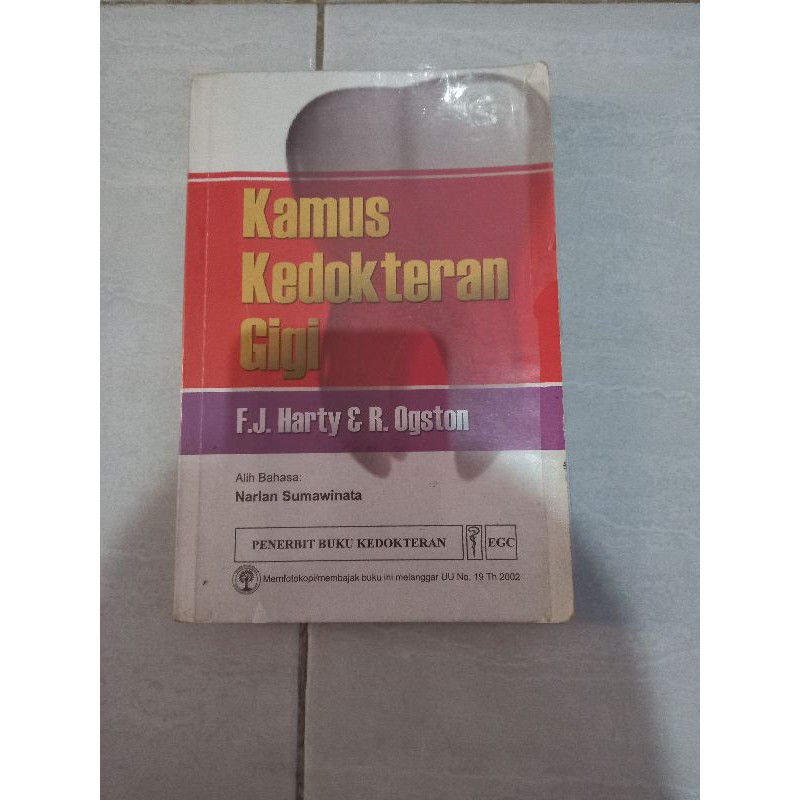 Kamus
Kedokteran
Gigi
F.J. Harty & R. Ogston
Alih Bahasa:
Narlan Sumawinata
PENERBIT BUKU KEDOKTERAN EGC
Memfotokopi/membajak buku ini melanggar UU No. 19 Th 2002